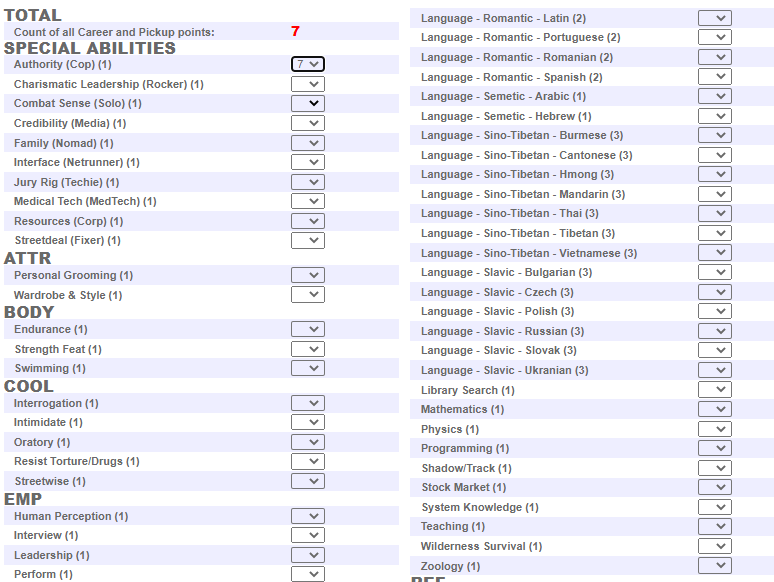 TOTAL
Count of all Career and Pickup points: 7
SPECIAL ABILITIES
Authority (Cop) (1) 7
Charismatic Leadership (Rocker) (1)
Combat Sense (Solo) (1)
Credibility (Media) (1)
Family (Nomad) (1)
Interface (Netrunner) (1)
Jury Rig (Techie) (1)
Medical Tech (MedTech) (1)
Resources (Corp) (1)
Streetdeal (Fixer) (1)
ATTR
Personal Grooming (1)
Wardrobe & Style (1)
BODY
Endurance (1)
Strength Feat (1)
Swimming (1)
COOL
Interrogation (1)
Intimidate (1)
Oratory (1)
Resist Torture/Drugs (1)
Streetwise (1)
EMP
Human Perception (1)
Interview (1)
Leadership (1)
Perform (1)
Language - Romantic - Latin (2)
Language - Romantic - Portuguese (2)
Language - Romantic - Romanian (2)
Language - Romantic - Spanish (2)
Language - Semetic - Arabic (1)
Language - Semetic - Hebrew (1)
Language - Sino-Tibetan - Burmese (3)
Language - Sino-Tibetan - Cantonese (3)
Language - Sino-Tibetan - Hmong (3)
Language - Sino-Tibetan - Mandarin (3)
Language - Sino-Tibetan - Thai (3)
Language - Sino-Tibetan - Tibetan (3)
Language - Sino-Tibetan - Vietnamese (3)
Language - Slavic - Bulgarian (3)
Language - Slavic - Czech (3)
Language - Slavic - Polish (3)
Language - Slavic - Russian (3)
Language - Slavic - Slovak (3)
Language - Slavic - Ukranian (3)
Library Search (1)
Mathematics (1)
Physics (1)
Programming (1)
Shadow/Track (1)
Stock Market (1)
System Knowledge (1)
Teaching (1)
Wilderness Survival (1)
Zoology (1)